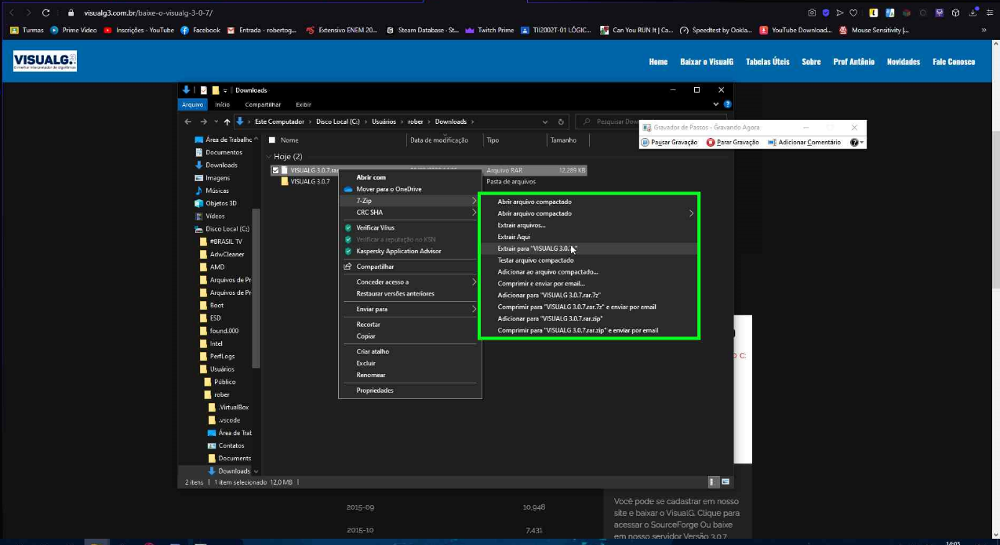 visualg3.com.br/baixe-o-visualg-3-0-7/
Turmas
Prime Video
Inscrições - YouTube
Facebook
Entrada - robertog...
Extensivo ENEM 20...
Steam Database - St...
Twitch Prime
TII2002T-01 LÓGIC...
Can You RUN It | Ca...
Speedtest by Ookla...
YouTube Download...
Mouse Sensitivity |...
VISUALG3
O melhor interpretador de algoritmos
Home
Baixar o VisualG
Tabelas Úteis
Sobre
Prof Antônio
Novidades
Fale Conosco
Downloads
Arquivo
Início
Compartilhar
Exibir
Este Computador > Disco Local (C:) > Usuários > rober > Downloads >
Pesquisar Dow
Gravador de Passos - Gravando Agora
Pausar Gravação
Parar Gravação
Adicionar Comentário
Área de Trabalhc
Documentos
Downloads
Imagens
Músicas
Objetos 3D
Vídeos
Disco Local (C:)
#BRASIL TV
AdwCleaner
AMD
Arquivos de Pr
Arquivos de Pr
Boot
ESD
found.000
Intel
PerfLogs
Usuários
Público
rober
.VirtualBox
.vscode
Área de Trat
Contatos
Document
Downloads
Nome
Data de modificação
Tipo
Tamanho
Hoje (2)
VISUALG 3.0.7.rar
Arquivo RAR
12.289 KB
VISUALG 3.0.7
Pasta de arquivos
Abrir com
Mover para o OneDrive
7-Zip
CRC SHA
Verificar Vírus
Verificar a reputação no KSN
Kaspersky Application Advisor
Compartilhar
Conceder acesso a
Restaurar versões anteriores
Enviar para
Recortar
Copiar
Criar atalho
Excluir
Renomear
Propriedades
Abrir arquivo compactado
Abrir arquivo compactado
Extrair arquivos...
Extrair Aqui
Extrair para "VISUALG 3.0.7\"
Testar arquivo compactado
Adicionar ao arquivo compactado...
Comprimir e enviar por email...
Adicionar para "VISUALG 3.0.7.rar.7z"
Comprimir para "VISUALG 3.0.7.rar.7z" e enviar por email
Adicionar para "VISUALG 3.0.7.rar.zip"
Comprimir para "VISUALG 3.0.7.rar.zip" e enviar por email
O C:
2 itens
1 item selecionado 12,0 MB
2015-09
10,948
2015-10
7,431
Você pode se cadastrar em nosso
site e baixar o VisualG. Clique para
acessar o SourceForge Ou baixe
em nosso servidor Versão 3.0.7
14:05